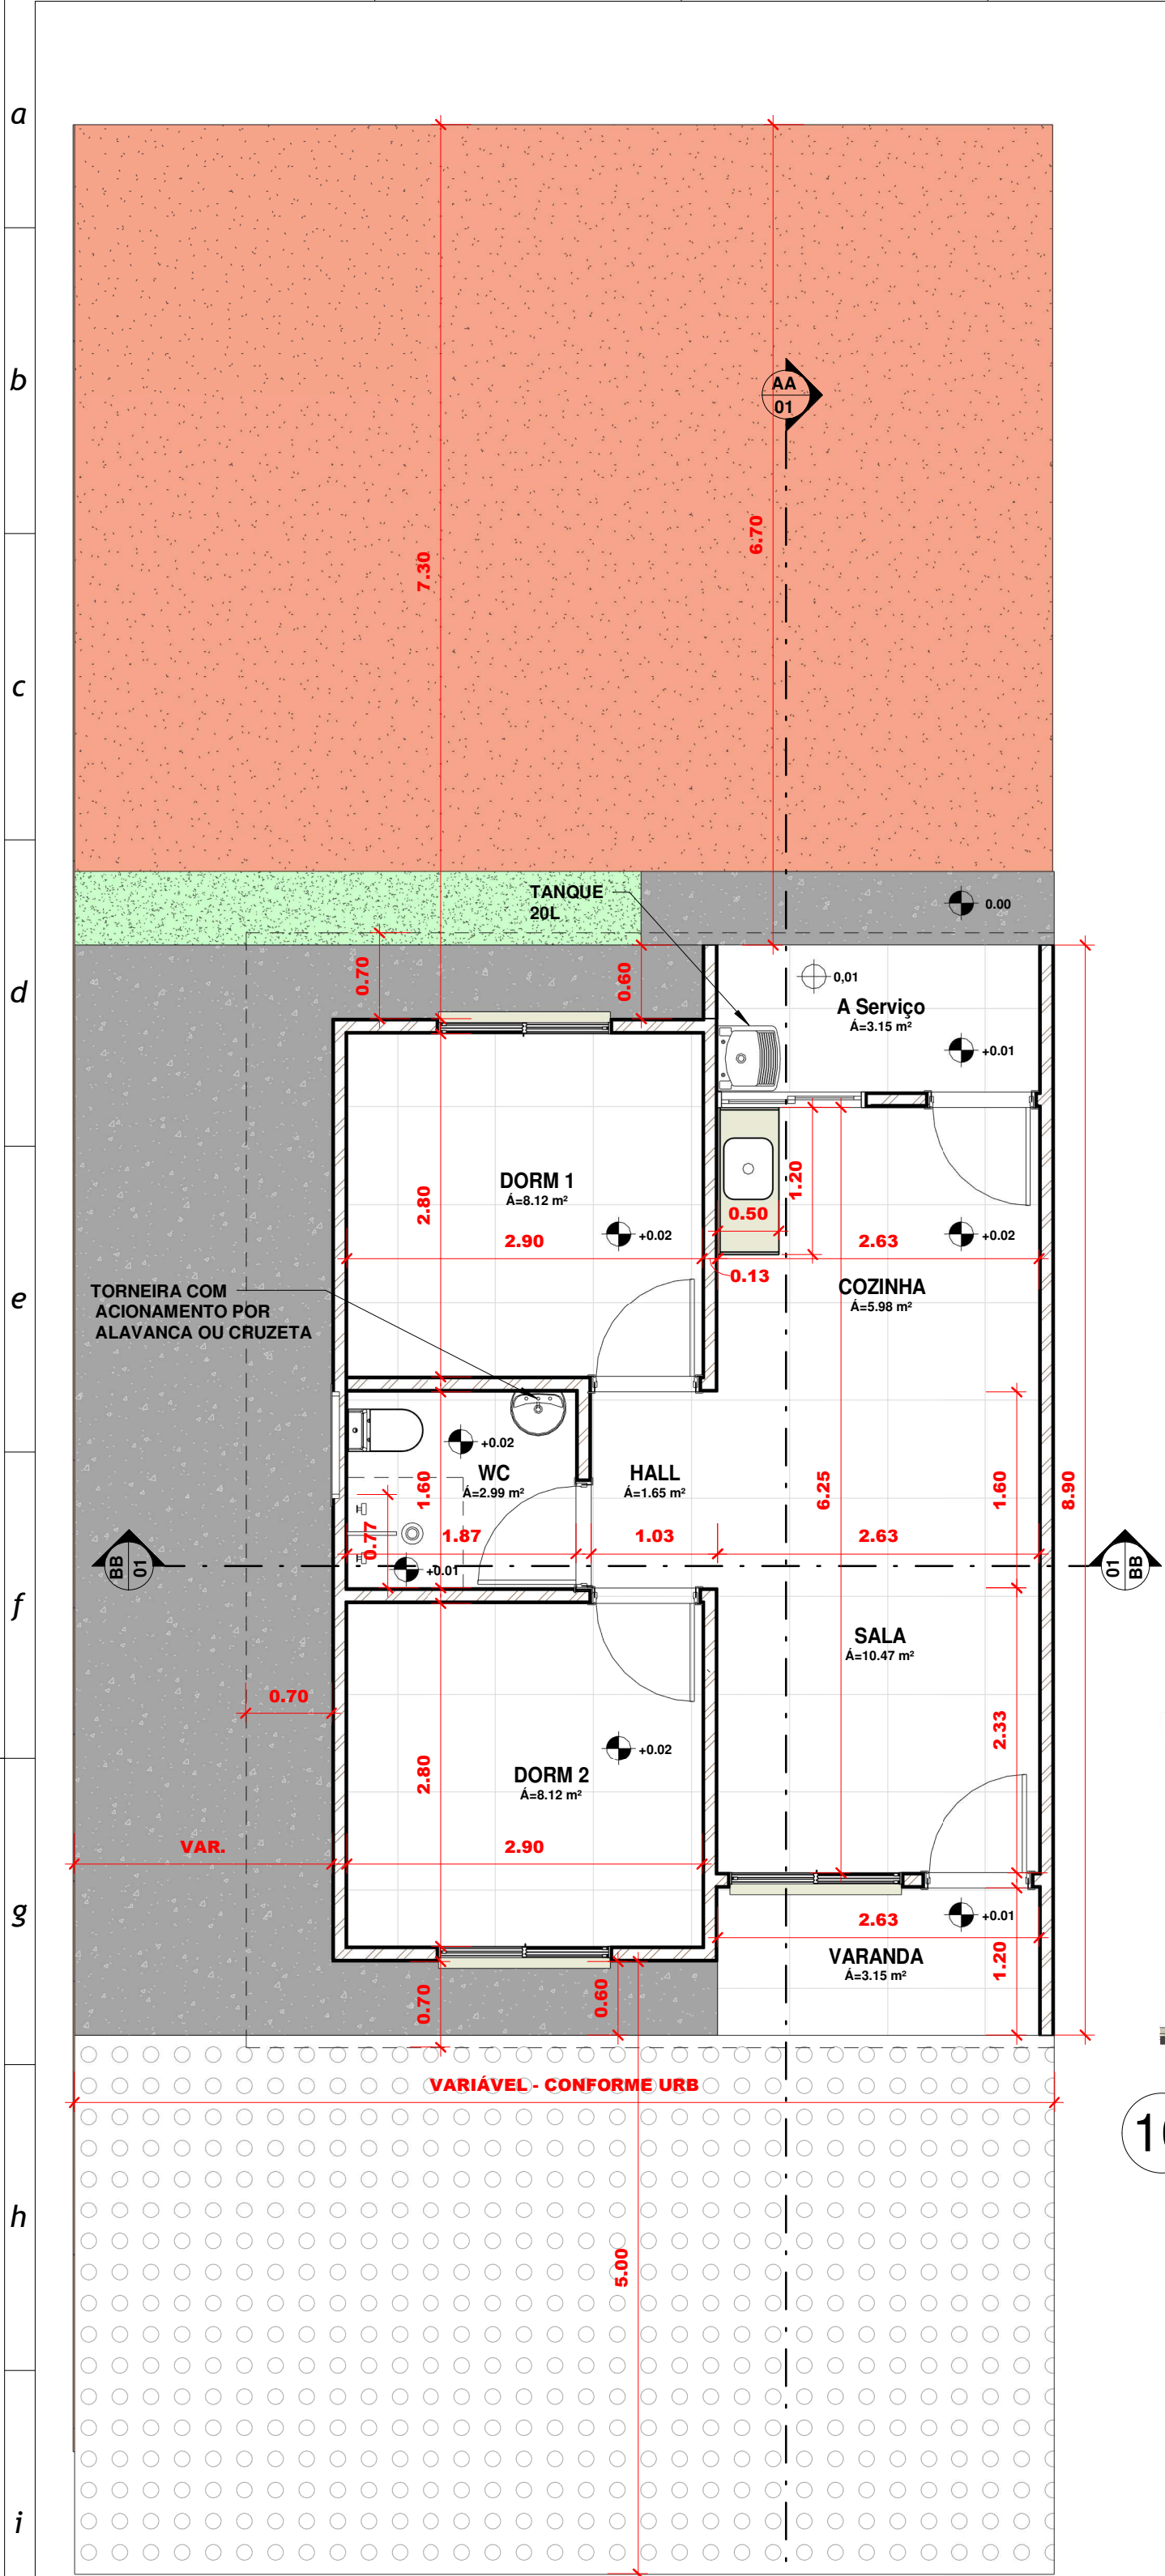 a
b
AA
01
6.70
7.30
c
TANQUE
20L
0.00
d
0.70
0.60
0,01
A Serviço
Á=3.15 m²
+0.01
DORM 1
Á=8.12 m²
2.80
1.20
0.50
+0.02
2.90
2.63
+0.02
0.13
e
TORNEIRA COM
ACIONAMENTO POR
ALAVANCA OU CRUZETA
COZINHA
Á=5.98 m²
+0.02
WC
Á=2.99 m²
HALL
Á=1.65 m²
1.60
6.25
1.60
8.90
0.77
1.87
1.03
2.63
BB
01
+0.01
01
BB
f
SALA
Á=10.47 m²
0.70
2.33
+0.02
DORM 2
Á=8.12 m²
2.80
VAR.
2.90
g
2.63
+0.01
VARANDA
Á=3.15 m²
1.20
0.70
0.60
VARIÁVEL - CONFORME URB
h
5.00
i